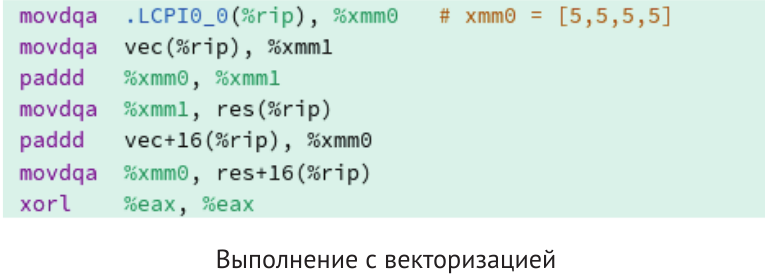 movdqa .LCPI0_0(%rip), %xmm0 # xmm0 = [5,5,5,5]
movdqa vec(%rip), %xmm1
paddd %xmm0, %xmm1
movdqa %xmm1, res(%rip)
paddd vec+16(%rip), %xmm0
movdqa %xmm0, res+16(%rip)
xorl %eax, %eax
Выполнение с векторизацией